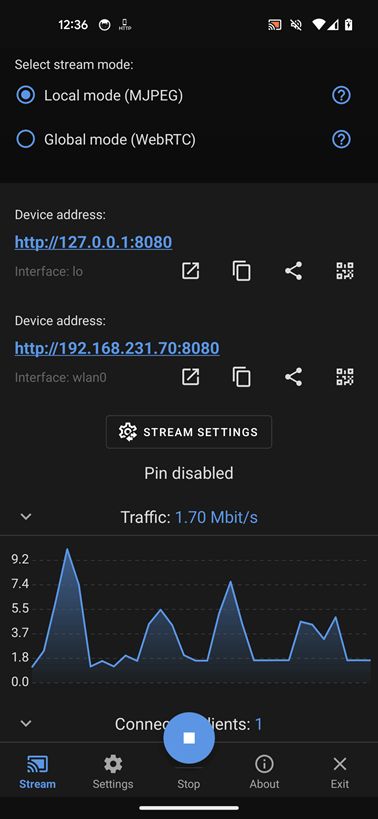 12:36 HTTP
Select stream mode:
Local mode (MJPEG)
Global mode (WebRTC)
Device address:
http://127.0.0.1:8080
Interface: lo
Device address:
http://192.168.231.70:8080
Interface: wlan0
STREAM SETTINGS
Pin disabled
Traffic: 1.70 Mbit/s
9.2
7.4
5.5
3.7
1.8
0.0
Connec lients: 1
Stream Settings Stop About Exit